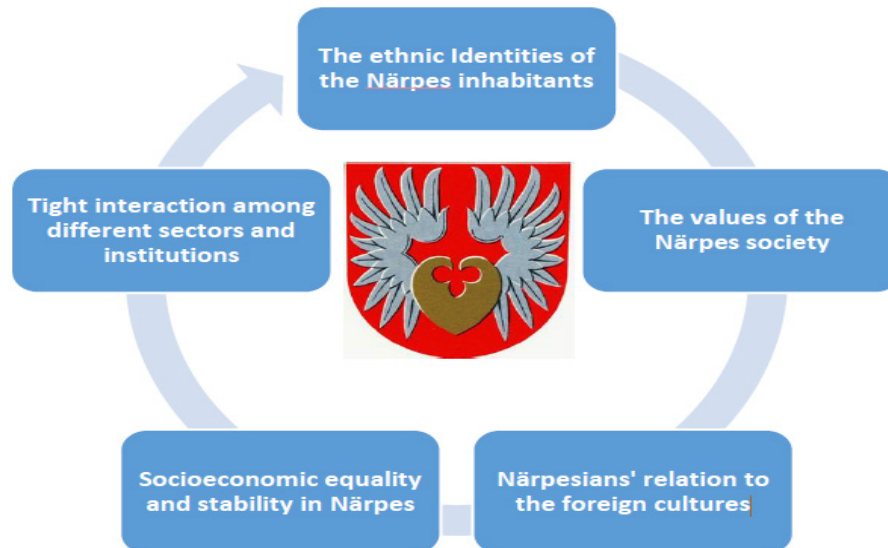 The ethnic Identities of
the Närpes inhabitants
The values of the
Närpes society
Närpesians' relation to
the foreign cultures
Socioeconomic equality
and stability in Närpes
Tight interaction among
different sectors and
institutions